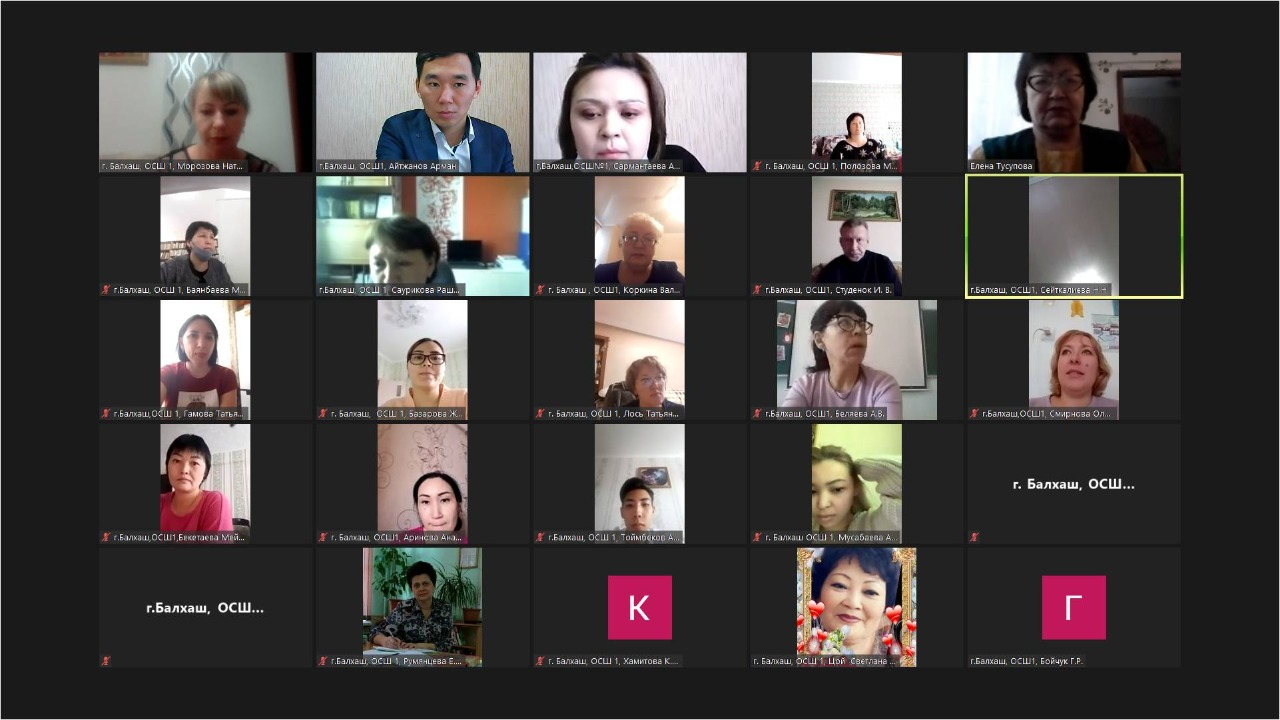 г. Балхаш, ОСШ 1, Морозова Нат...
г.Балхаш, ОСШ1, Айтжанов Арман
г.Балхаш,ОСШ№1, Сармантаева А...
г. Балхаш, ОСШ 1, Полозова М...
Елена Тусупова
г.Балхаш, ОСШ 1, Баянбаева М...
г.Балхаш, ОСШ 1, Саурикова Раш...
г. Балхаш , ОСШ 1, Коркина Вал...
г.Балхаш, ОСШ 1, Студенок И. В.
г.Балхаш, ОСШ1, Сейткалиева Н Н
г.Балхаш,ОСШ 1, Гамова Татья...
г. Балхаш, ОСШ 1, Базарова Ж...
г. Балхаш, ОСШ 1, Лось Татьян...
г.Балхаш, ОСШ1, Беляева А.В.
г.Балхаш,ОСШ1, Смирнова Ол...
г.Балхаш,ОСШ1,Бекетаева Мей...
г.Балхаш, ОСШ1, Аринова Ана...
г.Балхаш, ОСШ 1, Тоймбеков А...
г. Балхаш ОСШ 1, Мусабаева А...
г. Балхаш, ОСШ...
г.Балхаш, ОСШ...
г.Балхаш, ОСШ 1, Румянцева Е....
К
г. Балхаш, ОСШ 1, Хамитова К....
г. Балхаш, ОСШ 1, Цой Светлана ...
Г
г.Балхаш, ОСШ1, Бойчук Г.Р.